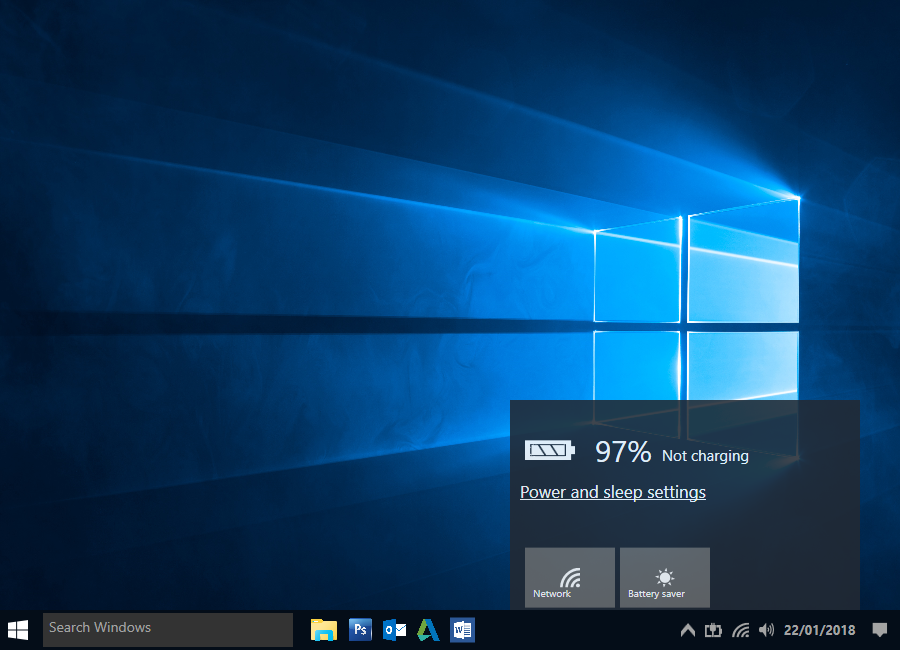 97% Not charging
Power and sleep settings
Network Battery saver
Search Windows Ps o W 22/01/2018